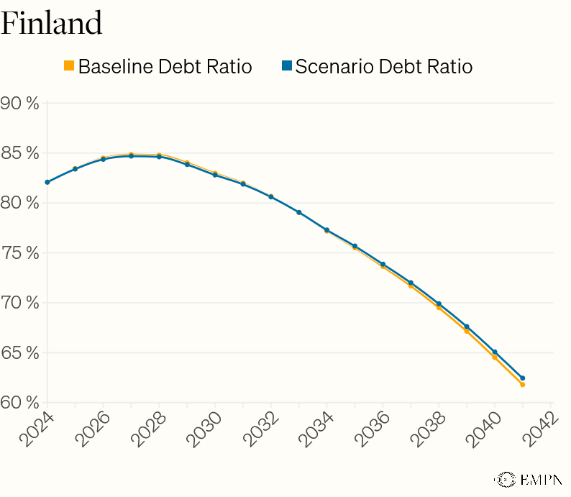 Finland
Baseline Debt Ratio Scenario Debt Ratio
90 %
85 %
80 %
75 %
70 %
65 %
60 %
2024 2026 2028 2030 2032 2034 2036 2038 2040 2042
EMPN